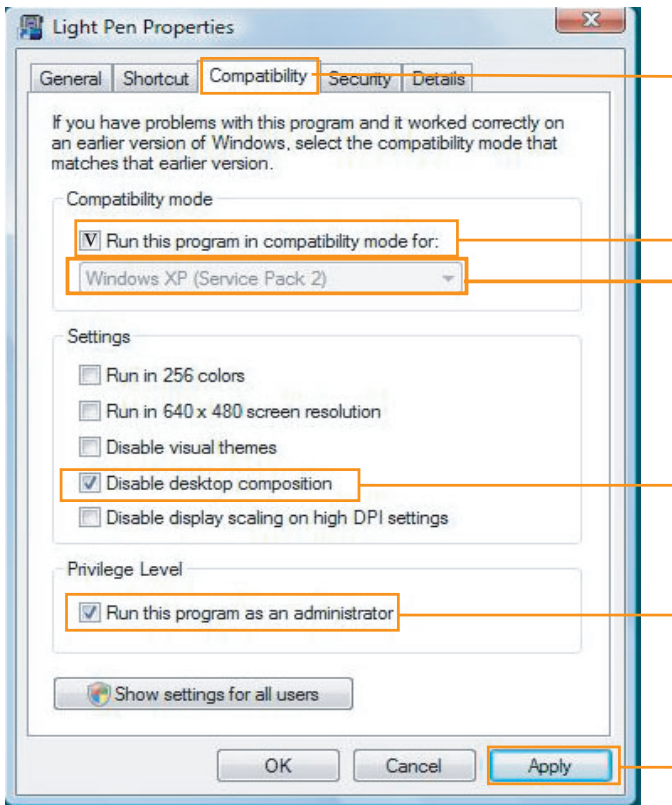 Light Pen Properties
General Shortcut Compatibility Security Details
If you have problems with this program and it worked correctly on
an earlier version of Windows, select the compatibility mode that
matches that earlier version.
Compatibility mode
V Run this program in compatibility mode for:
Windows XP (Service Pack 2)
Settings
Run in 256 colors
Run in 640 x 480 screen resolution
Disable visual themes
Disable desktop composition
Disable display scaling on high DPI settings
Privilege Level
Run this program as an administrator
Show settings for all users
OK Cancel Apply